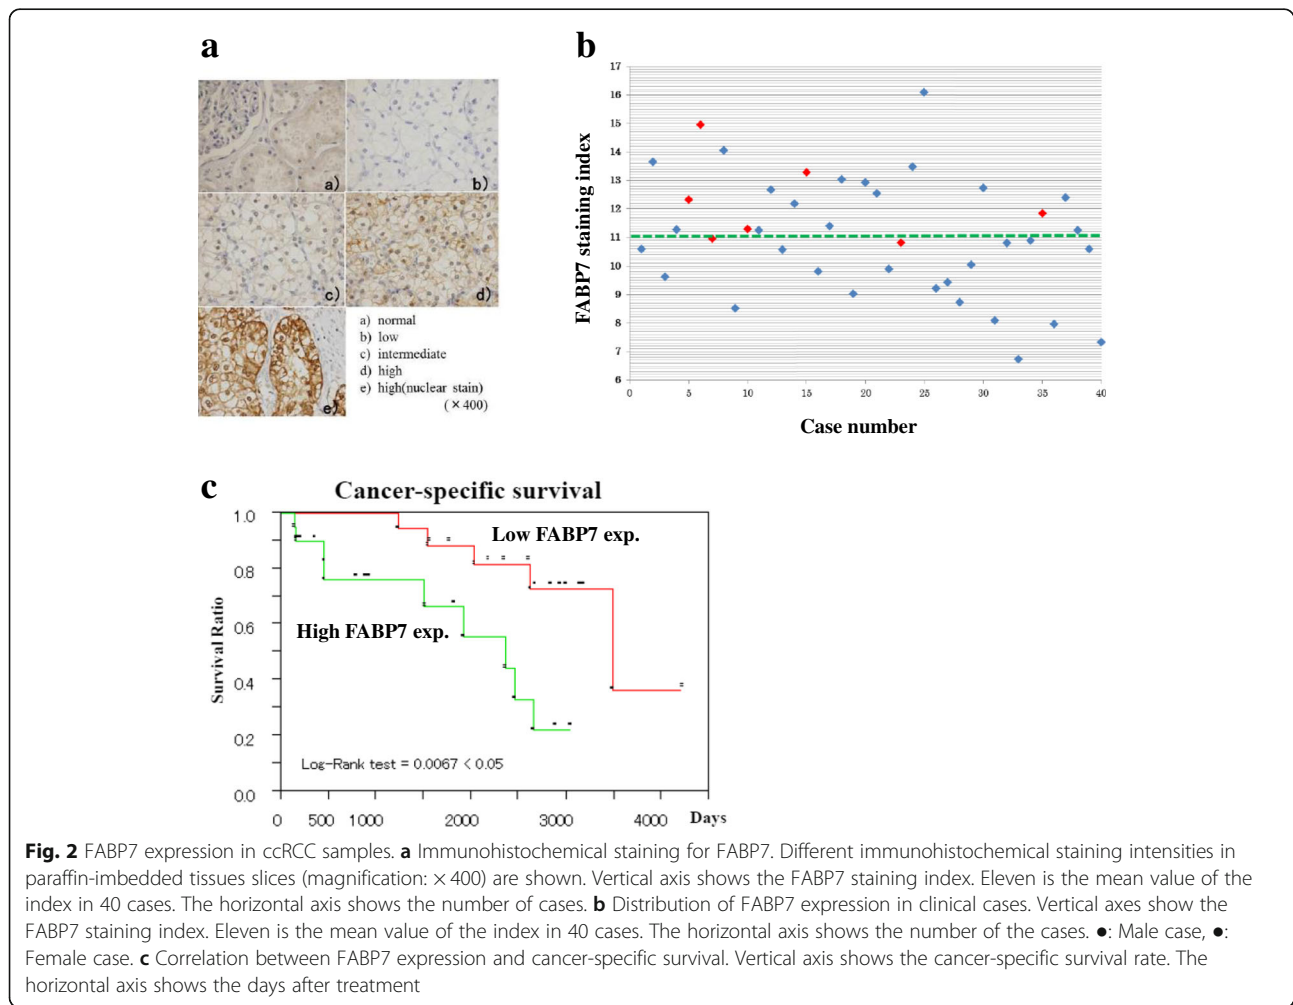 a
a)
b)
c)
d)
e)
a) normal
b) low
c) intermediate
d) high
e) high(nuclear stain)
(×400)
b
FABP7 staining index
17
16
15
14
13
12
11
10
9
8
7
6
0 5 10 15 20 25 30 35 40
Case number
c
Cancer-specific survival
Survival Ratio
1.0
0.8
0.6
0.4
0.2
0.0
Low FABP7 exp.
High FABP7 exp.
Log-Rank test = 0.0067 < 0.05
0 500 1000 2000 3000 4000 Days
Fig. 2 FABP7 expression in ccRCC samples. a Immunohistochemical staining for FABP7. Different immunohistochemical staining intensities in
paraffin-imbedded tissues slices (magnification: × 400) are shown. Vertical axis shows the FABP7 staining index. Eleven is the mean value of the
index in 40 cases. The horizontal axis shows the number of cases. b Distribution of FABP7 expression in clinical cases. Vertical axes show the
FABP7 staining index. Eleven is the mean value of the index in 40 cases. The horizontal axis shows the number of the cases. ●: Male case, ●:
Female case. c Correlation between FABP7 expression and cancer-specific survival. Vertical axis shows the cancer-specific survival rate. The
horizontal axis shows the days after treatment